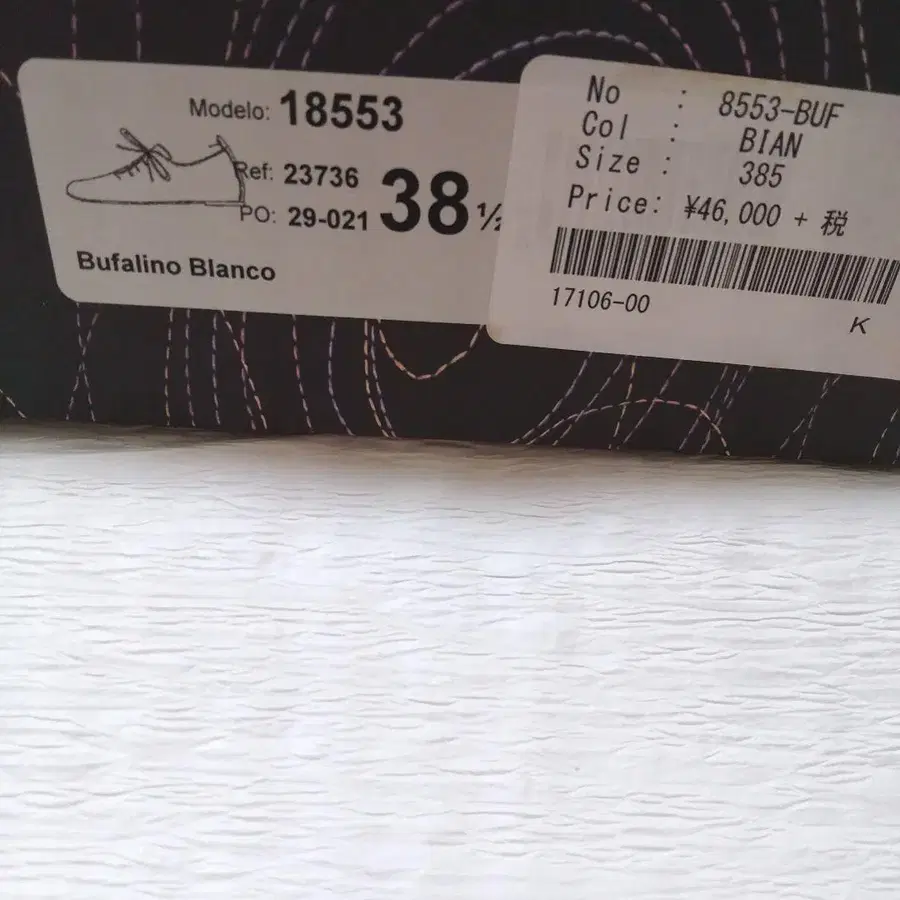 Modelo: 18553
Ref: 23736
PO: 29-021
38 ½
Bufalino Blanco
No : 8553-BUF
Col : BIAN
Size : 385
Price: ¥46,000 + 税
17106-00
K